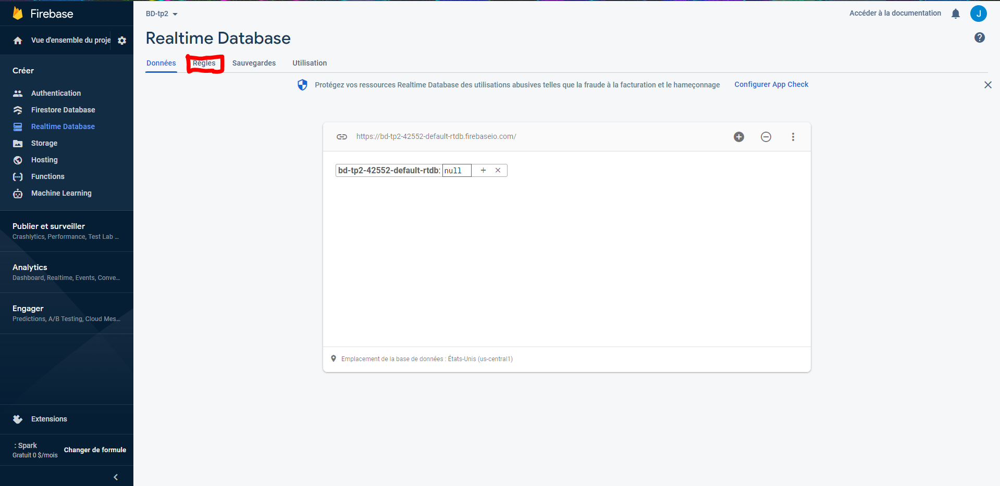 Firebase
BD-tp2
Accéder à la documentation
J
Vue d'ensemble du proje
Realtime Database
?
Données
Règles
Sauvegardes
Utilisation
Protégez vos ressources Realtime Database des utilisations abusives telles que la fraude à la facturation et le hameçonnage
Configurer App Check
Créer
Authentication
Firestore Database
Realtime Database
Storage
Hosting
Functions
Machine Learning
https://bd-tp2-42552-default-rtdb.firebaseio.com/
bd-tp2-42552-default-rtdb: null
Publier et surveiller
Crashlytics, Performance, Test Lab ...
Analytics
Dashboard, Realtime, Events, Conve...
Engager
Predictions, A/B Testing, Cloud Mes...
Emplacement de la base de données : États-Unis (us-central1)
Extensions
: Spark
Gratuit 0 $/mois
Changer de formule